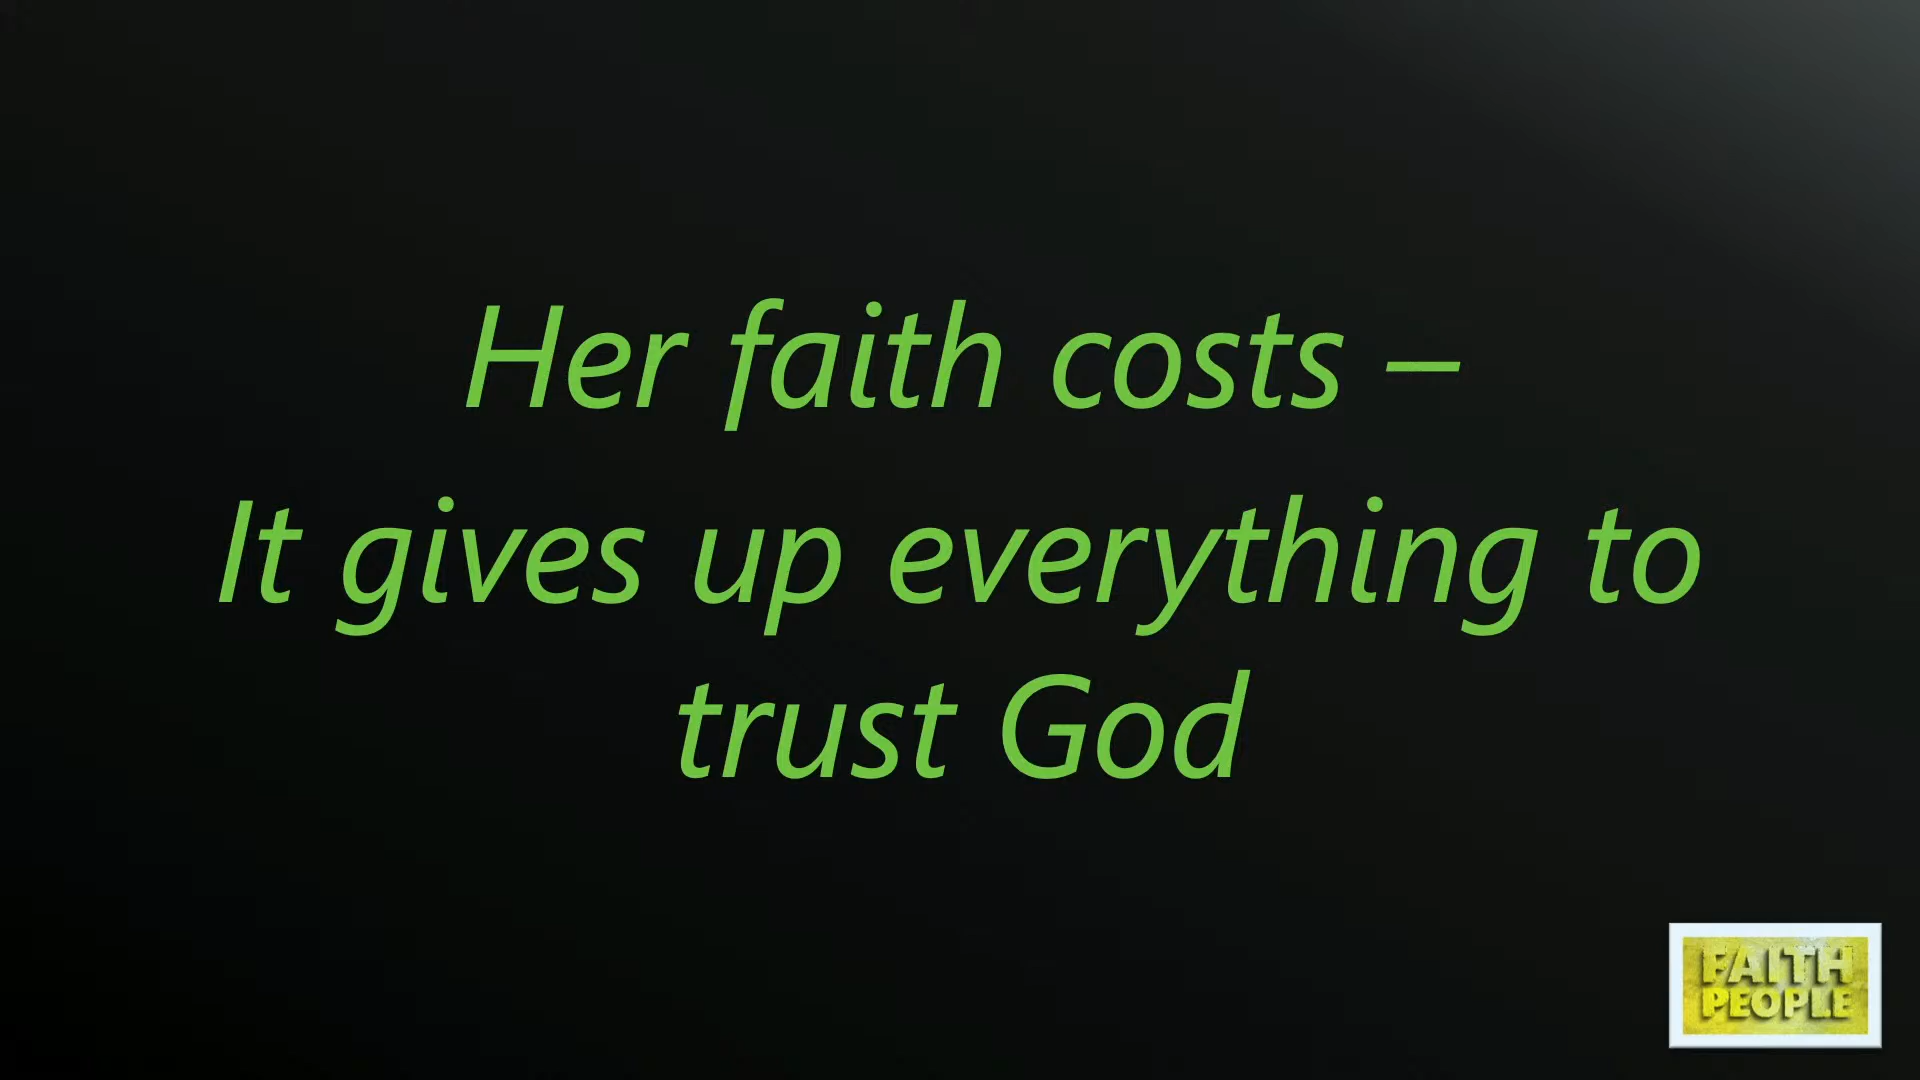 Her faith costs –
It gives up everything to
trust God
FAITH
PEOPLE